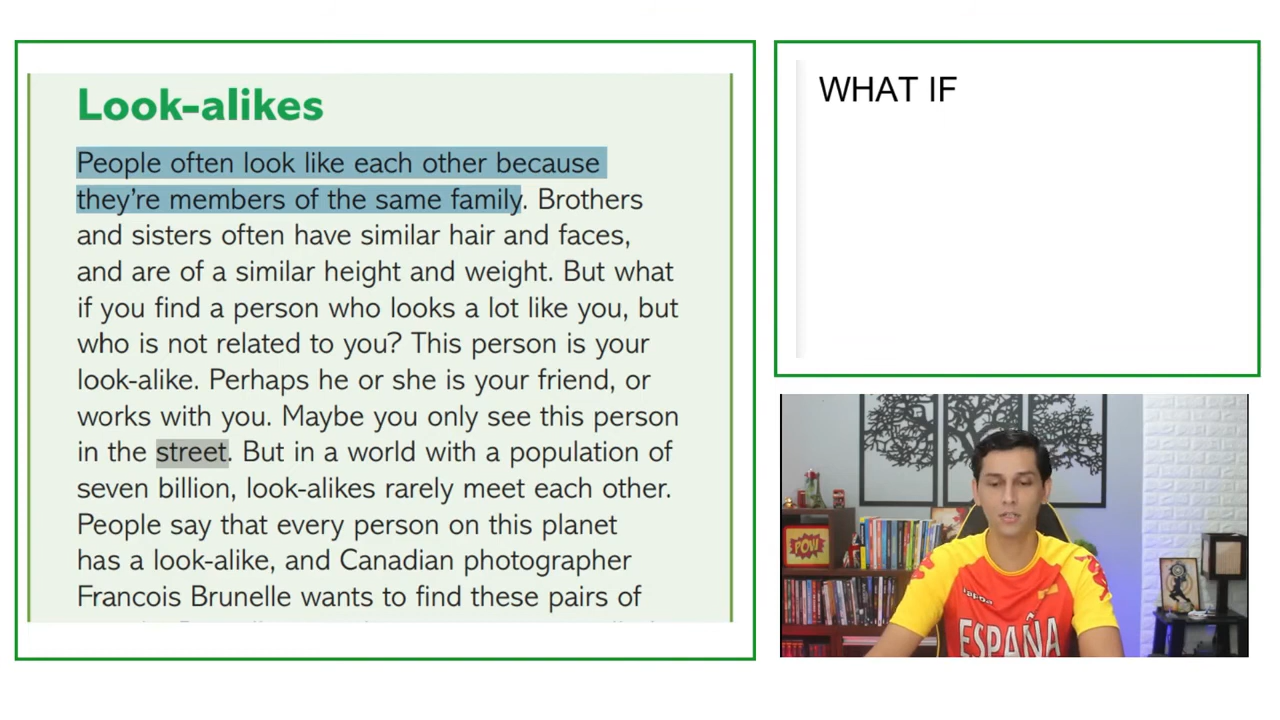 Look-alikes
People often look like each other because
they're members of the same family. Brothers
and sisters often have similar hair and faces,
and are of a similar height and weight. But what
if you find a person who looks a lot like you, but
who is not related to you? This person is your
look-alike. Perhaps he or she is your friend, or
works with you. Maybe you only see this person
in the street. But in a world with a population of
seven billion, look-alikes rarely meet each other.
People say that every person on this planet
has a look-alike, and Canadian photographer
Francois Brunelle wants to find these pairs of
WHAT IF
POW
ESPAÑA